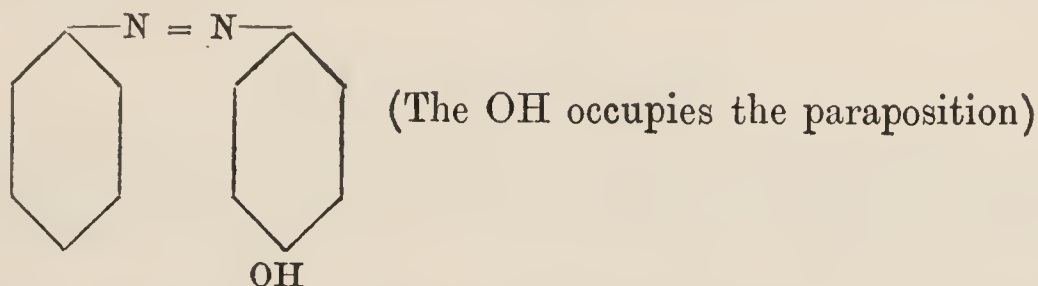 N = N
(The OH occupies the paraposition)
OH